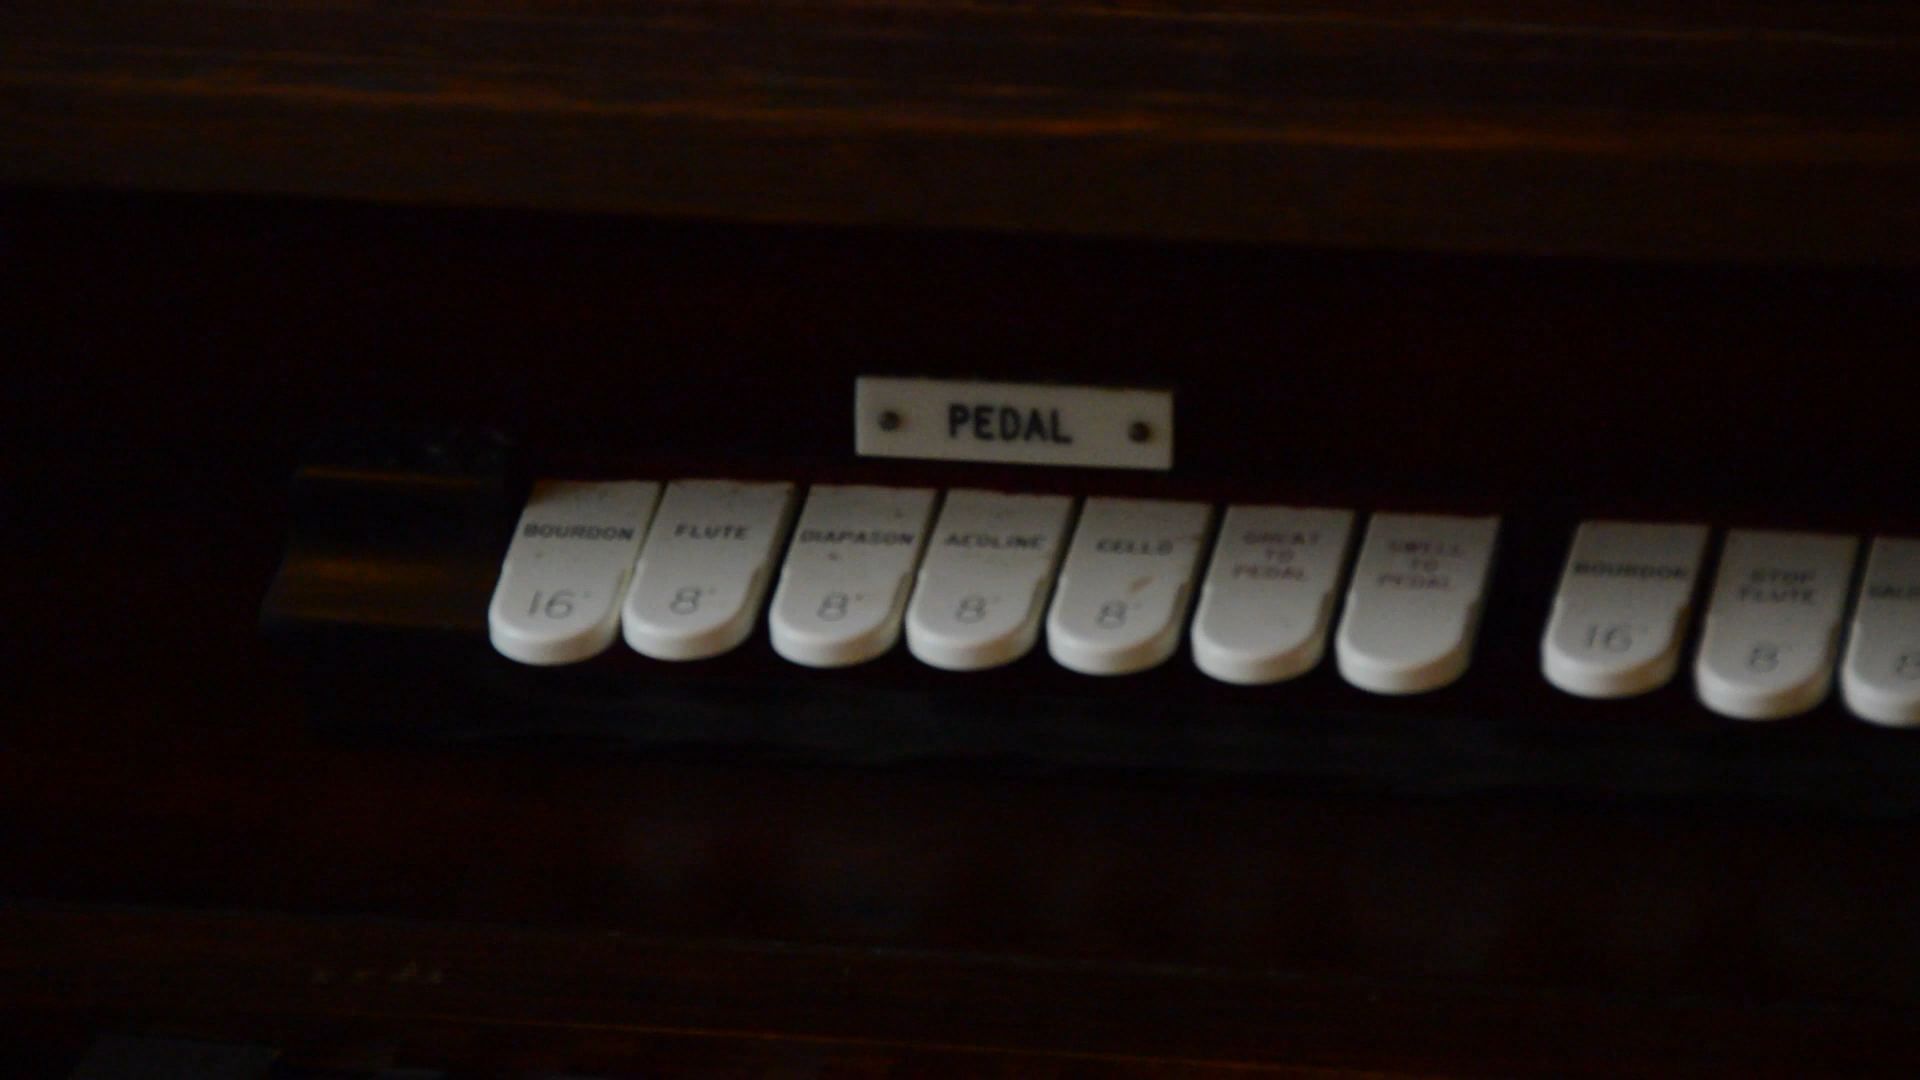 PEDAL
BOURDON
16'
FLUTE
8'
DIAPASON
8'
AEOLINE
8'
CELLO
8'
GREAT
TO
PEDAL
SWELL
TO
PEDAL
BOURDON
16'
STOP
FLUTE
8'